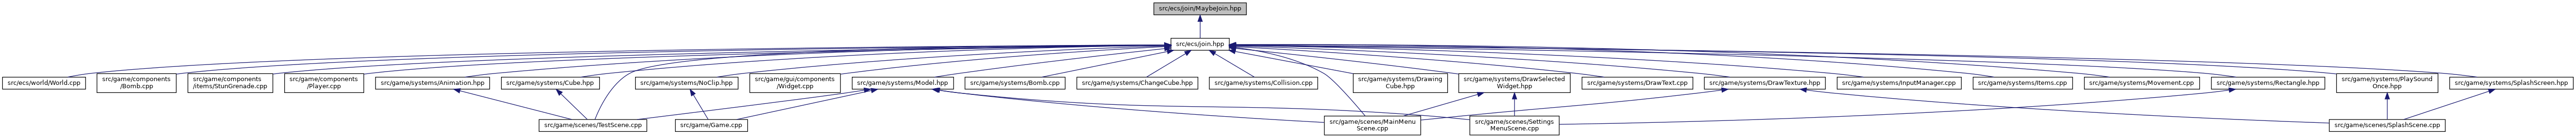 src/ecs/join/MaybeJoin.hpp
src/ecs/join.hpp
src/ecs/world/World.cpp
src/game/components
/Bomb.cpp
src/game/components
/items/StunGrenade.cpp
src/game/components
/Player.cpp
src/game/systems/Animation.hpp
src/game/systems/Cube.hpp
src/game/systems/NoClip.hpp
src/game/gui/components
/Widget.cpp
src/game/systems/Model.hpp
src/game/systems/Bomb.cpp
src/game/systems/ChangeCube.hpp
src/game/systems/Collision.cpp
src/game/systems/Drawing
Cube.hpp
src/game/systems/DrawSelected
Widget.hpp
src/game/systems/DrawText.cpp
src/game/systems/DrawTexture.hpp
src/game/systems/InputManager.cpp
src/game/systems/Items.cpp
src/game/systems/Movement.cpp
src/game/systems/Rectangle.hpp
src/game/systems/PlaySound
Once.hpp
src/game/systems/SplashScreen.hpp
src/game/scenes/TestScene.cpp
src/game/Game.cpp
src/game/scenes/MainMenu
Scene.cpp
src/game/scenes/Settings
MenuScene.cpp
src/game/scenes/SplashScene.cpp